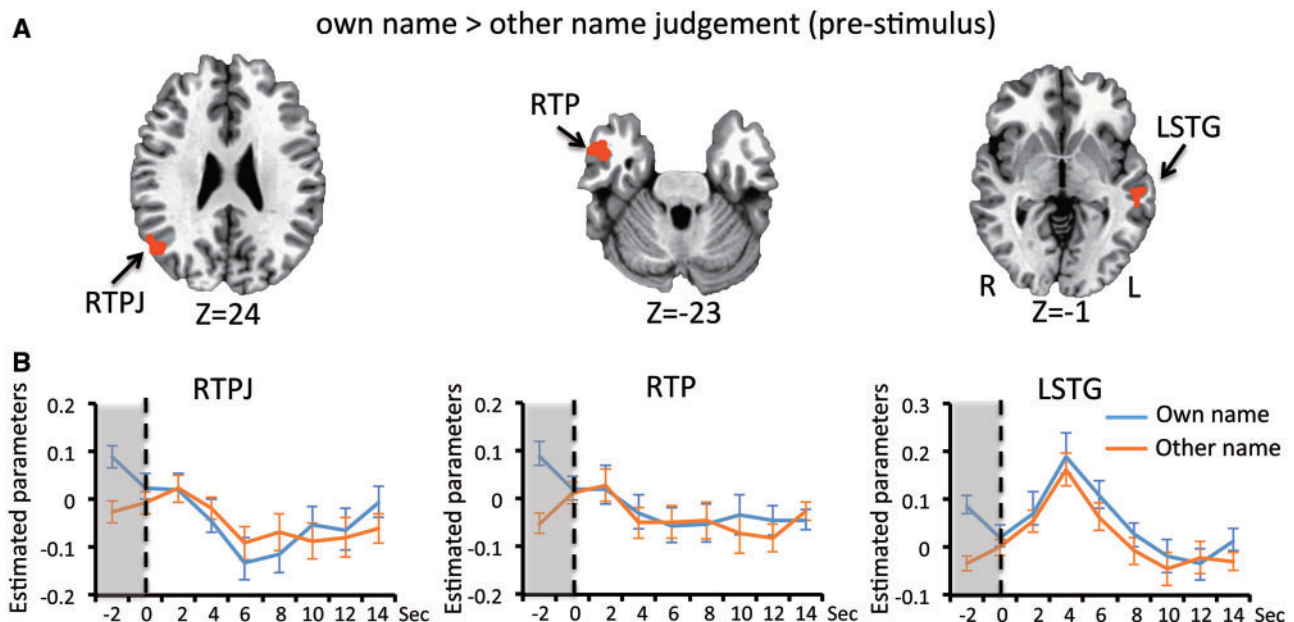 A
own name > other name judgement (pre-stimulus)
RTPJ
Z=24
RTP
Z=-23
LSTG
R
L
Z=-1
B
RTPJ
Estimated parameters
0.2
0.1
0
-0.1
-0.2
-2 0 2 4 6 8 10 12 14 Sec
RTP
Estimated parameters
0.2
0.1
0
-0.1
-0.2
-2 0 2 4 6 8 10 12 14 Sec
LSTG
Estimated parameters
0.3
0.2
0.1
0
-0.1
-2 0 2 4 6 8 10 12 14 Sec
Own name
Other name